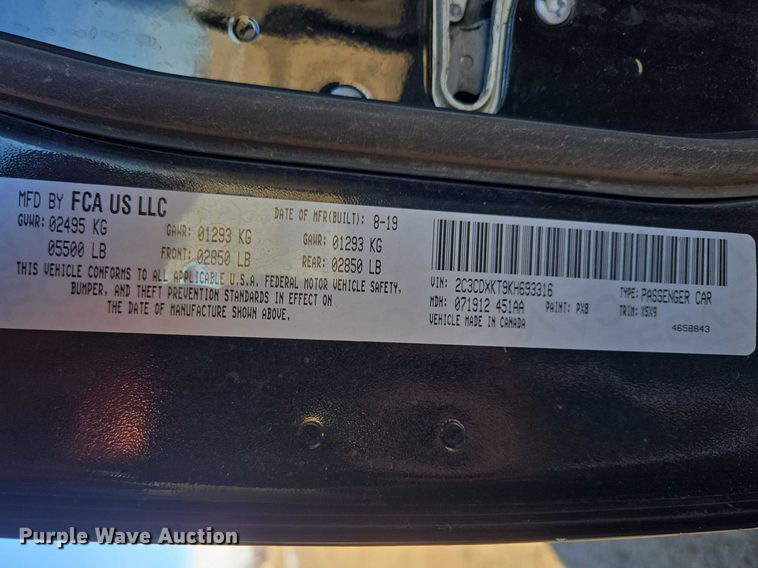 MFD BY FCA US LLC DATE OF MFR(BUILT): 8-19
GVWR: 02495 KG GAWR: 01293 KG GAWR: 01293 KG
05500 LB FRONT: 02850 LB REAR: 02850 LB
THIS VEHICLE CONFORMS TO ALL APPLICABLE U.S.A. FEDERAL MOTOR VEHICLE SAFETY,
BUMPER, AND THEFT PREVENTION STANDARDS IN EFFECT ON
THE DATE OF MANUFACTURE SHOWN ABOVE.
VIN: 2C3CDXKT9KH693316 TYPE: PASSENGER CAR
MDH: 071912 451AA PAINT: PX8 TRIM: X5X9
VEHICLE MADE IN CANADA 4658843
Purple Wave Auction